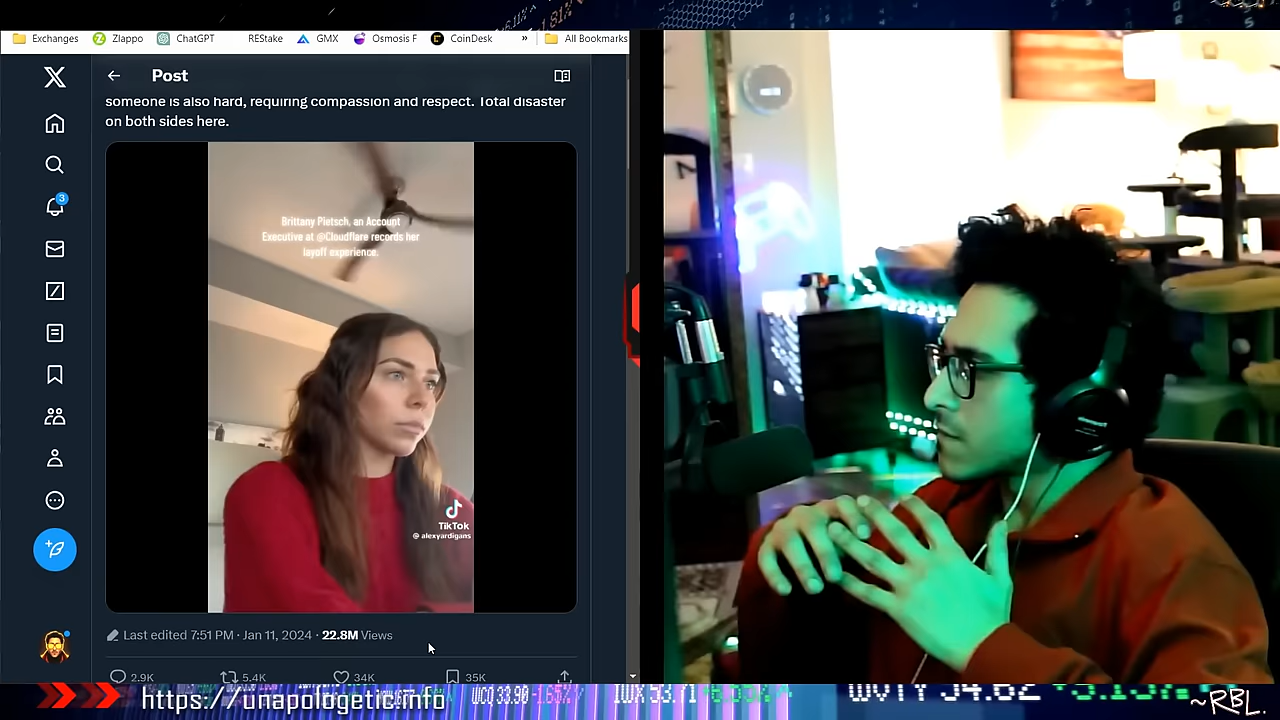 Exchanges
Zlappo
ChatGPT
REStake
GMX
Osmosis F
CoinDesk
»
All Bookmarks
Post
someone is also hard, requiring compassion and respect. Total disaster
on both sides here.
3
Brittany Pietsch, an Account
Executive at @Cloudflare records her
layoff experience.
TikTok
@ alexyardigans
Last edited 7:51 PM · Jan 11, 2024 · 22.8M Views
2.9K
5.4K
34K
35K
https://unapologetic.info
~RBL.